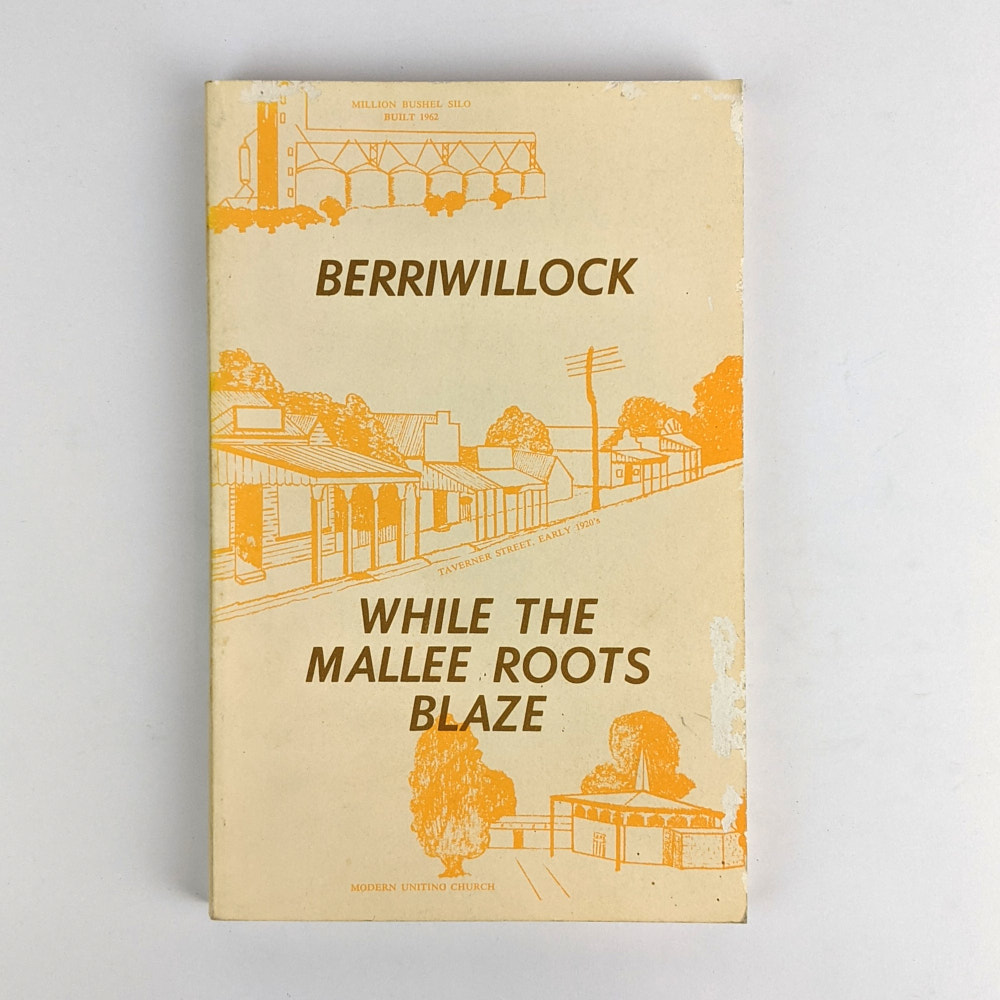 MILLION BUSHEL SILO
BUILT 1962
BERRIWILLOCK
TAVERNER STREET, EARLY 1920's
WHILE THE
MALLEE ROOTS
BLAZE
MODERN UNITING CHURCH